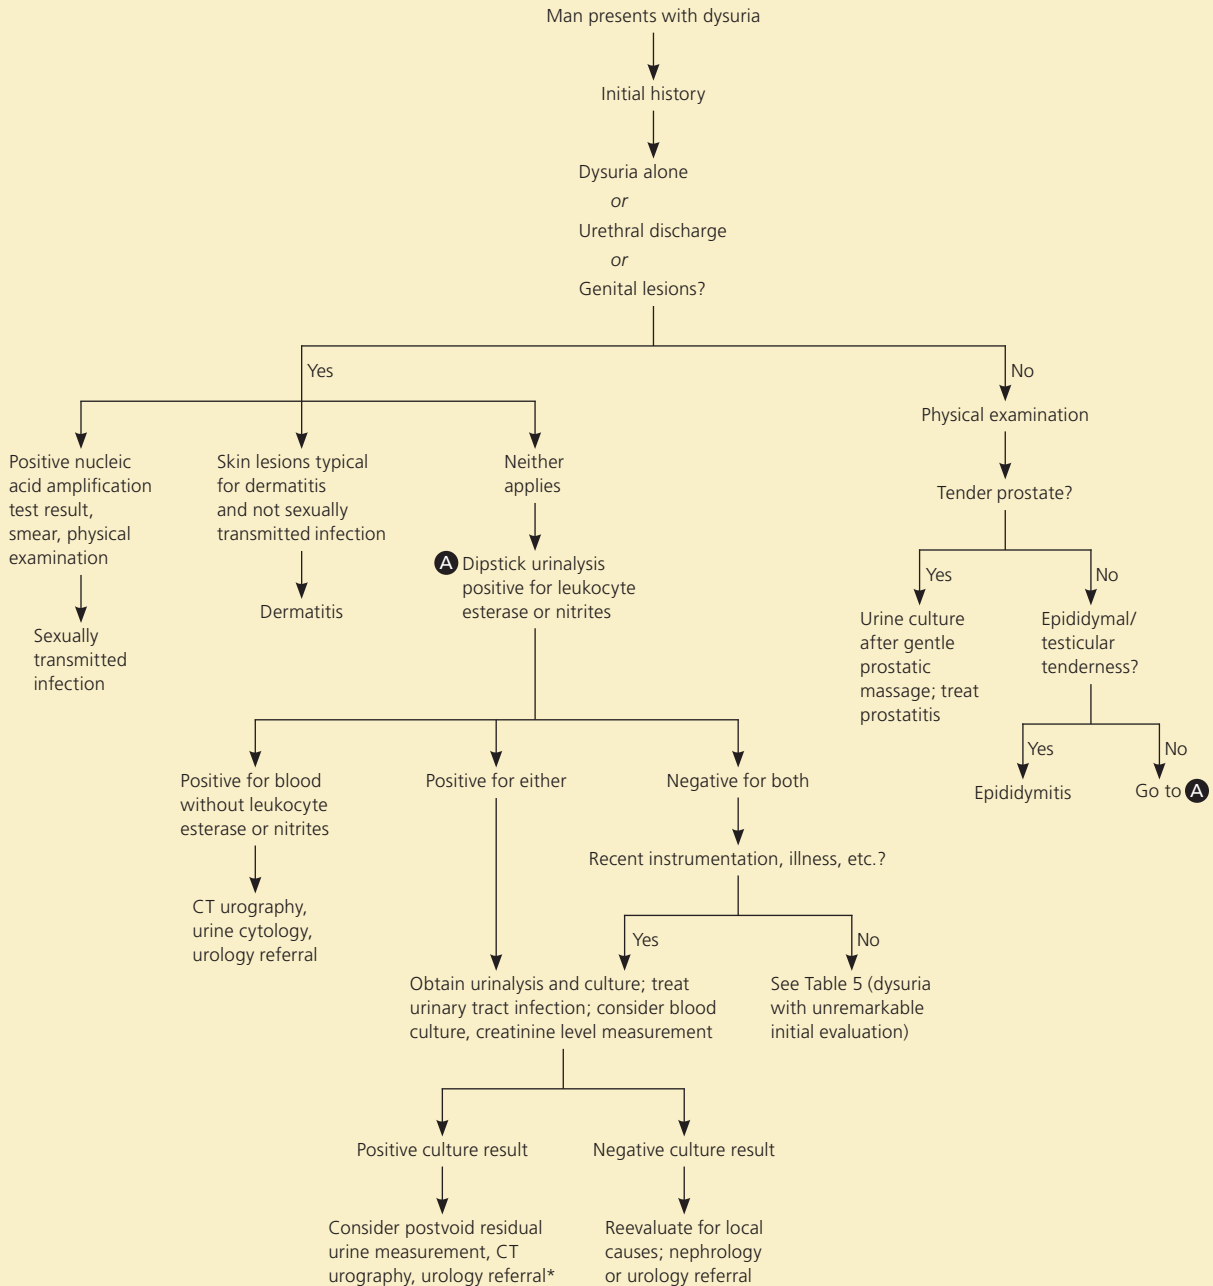 Man presents with dysuria
Initial history
Dysuria alone
or
Urethral discharge
or
Genital lesions?
Yes
No
Positive nucleic
acid amplification
test result,
smear, physical
examination
Sexually
transmitted
infection
Skin lesions typical
for dermatitis
and not sexually
transmitted infection
Dermatitis
Neither
applies
A Dipstick urinalysis
positive for leukocyte
esterase or nitrites
Physical examination
Tender prostate?
Yes
No
Urine culture
after gentle
prostatic
massage; treat
prostatitis
Epididymal/
testicular
tenderness?
Yes
No
Epididymitis
Go to A
Positive for blood
without leukocyte
esterase or nitrites
CT urography,
urine cytology,
urology referral
Positive for either
Negative for both
Recent instrumentation, illness, etc.?
Yes
No
Obtain urinalysis and culture; treat
urinary tract infection; consider blood
culture, creatinine level measurement
See Table 5 (dysuria
with unremarkable
initial evaluation)
Positive culture result
Negative culture result
Consider postvoid residual
urine measurement, CT
urography, urology referral*
Reevaluate for local
causes; nephrology
or urology referral